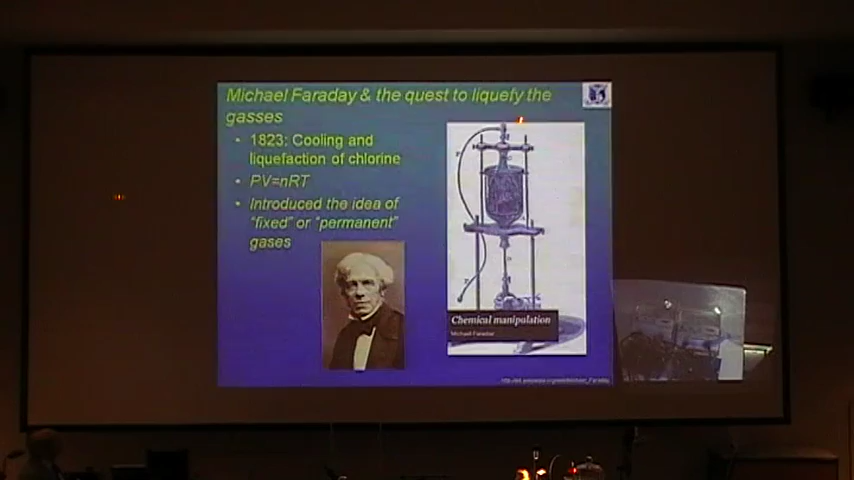 Michael Faraday & the quest to liquefy the
gasses
• 1823: Cooling and
liquefaction of chlorine
• PV=nRT
• Introduced the idea of
"fixed" or "permanent"
gases
Chemical manipulation
Michael Faraday